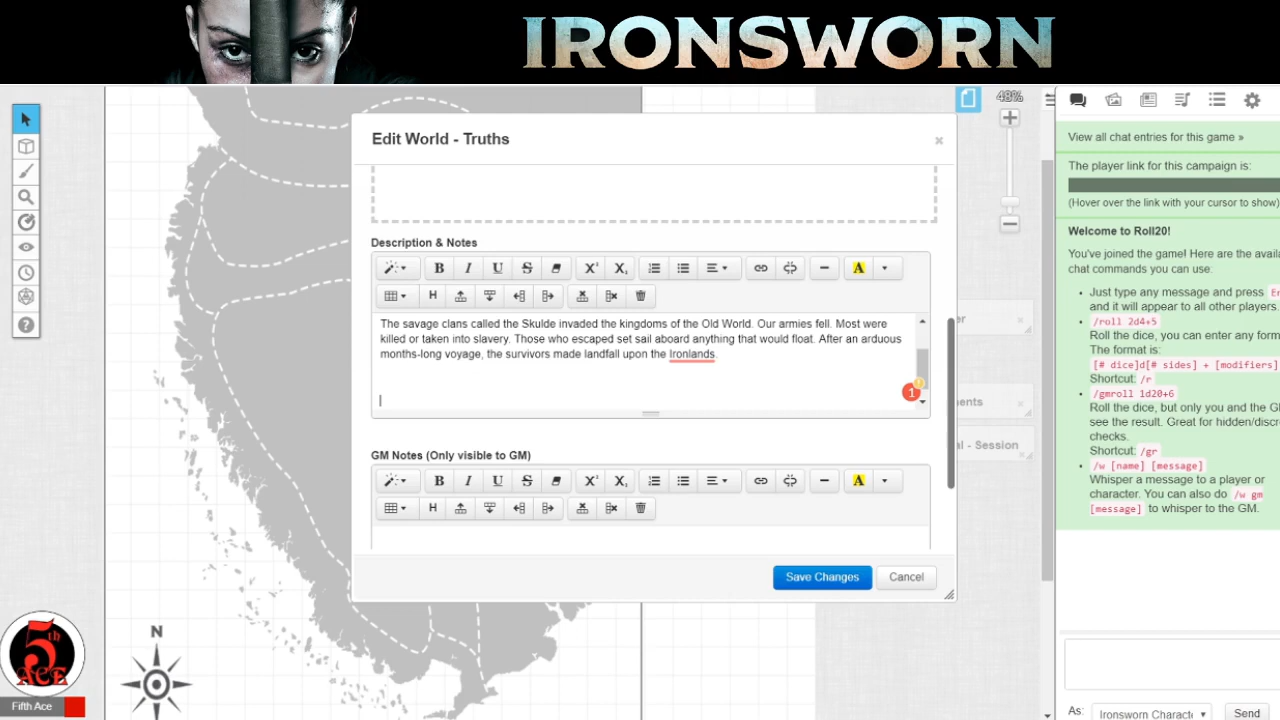 IRONSWORN
48%
Edit World - Truths
×
View all chat entries for this game »
The player link for this campaign is:
(Hover over the link with your cursor to show)
Welcome to Roll20!
You've joined the game! Here are the
chat commands you can use.
Just type any message and press
and it will appear to all other players.
/roll 2d4+5
Roll the dice, you can enter any
The format is:
[# dice]d[# sides] + [modifiers]
Shortcut: /r
/gmroll 1d20+6
Roll the dice, but only you and the
see the result. Great for
checks.
Shortcut: /gr
/w [name] [message]
Whisper a message to a player or
character. You can also do /w gm
[message] to whisper to the GM.
Description & Notes
B I U S X² X, A
H
The savage clans called the Skulde invaded the kingdoms of the Old World. Our armies fell. Most were
killed or taken into slavery. Those who escaped set sail aboard anything that would float. After an arduous
months-long voyage, the survivors made landfall upon the Ironlands.
1
GM Notes (Only visible to GM)
B I U S X² X, A
H
Save Changes
Cancel
- Session
N
5th
ACE
Fifth Ace
As:
Ironsworn
Send